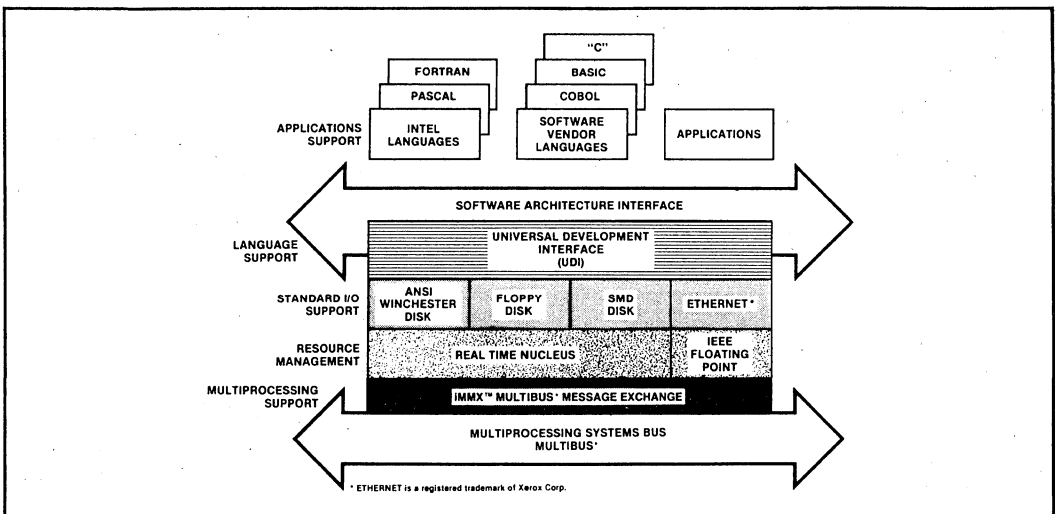 "C"
FORTRAN
BASIC
PASCAL
COBOL
APPLICATIONS
SUPPORT
INTEL
LANGUAGES
SOFTWARE
VENDOR
LANGUAGES
APPLICATIONS
SOFTWARE ARCHITECTURE INTERFACE
LANGUAGE
SUPPORT
UNIVERSAL DEVELOPMENT
INTERFACE
(UDI)
STANDARD I/O
SUPPORT
ANSI
WINCHESTER
DISK
FLOPPY
DISK
SMD
DISK
ETHERNET*
RESOURCE
MANAGEMENT
REAL TIME NUCLEUS
IEEE
FLOATING
POINT
MULTIPROCESSING
SUPPORT
iMMX™ MULTIBUS* MESSAGE EXCHANGE
MULTIPROCESSING SYSTEMS BUS
MULTIBUS*
* ETHERNET is a registered trademark of Xerox Corp.